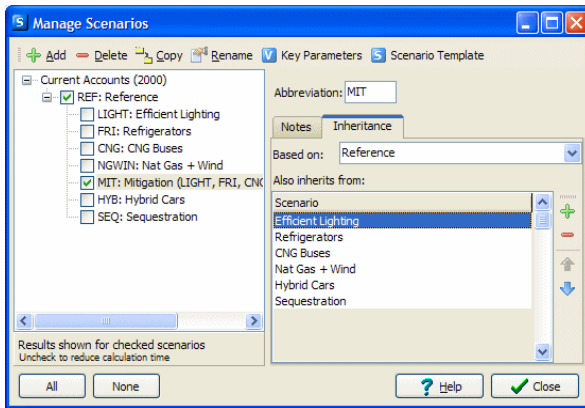 S Manage Scenarios
Add Delete Copy Rename V Key Parameters S Scenario Template
Current Accounts (2000)
REF: Reference
LIGHT: Efficient Lighting
FRI: Refrigerators
CNG: CNG Buses
NGWIN: Nat Gas + Wind
MIT: Mitigation (LIGHT, FRI, CNG
HYB: Hybrid Cars
SEQ: Sequestration
Results shown for checked scenarios
Uncheck to reduce calculation time
Abbreviation: MIT
Notes Inheritance
Based on: Reference
Also inherits from:
Scenario
Efficient Lighting
Refrigerators
CNG Buses
Nat Gas + Wind
Hybrid Cars
Sequestration
All None ? Help Close